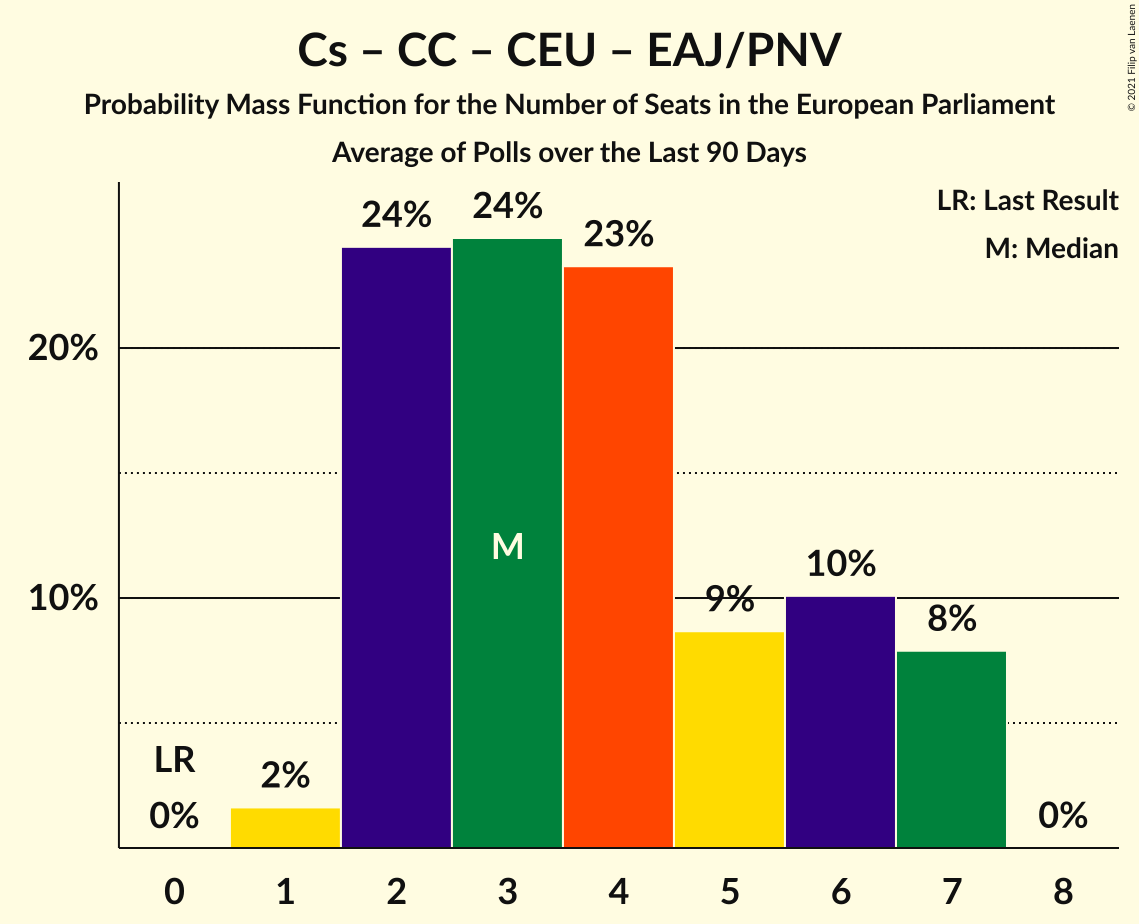 Cs – CC – CEU – EAJ/PNV
Probability Mass Function for the Number of Seats in the European Parliament
Average of Polls over the Last 90 Days
© 2021 Filip van Laenen
LR: Last Result
M: Median
24%
24%
23%
20%
M
10%
9%
10%
8%
LR
0%
2%
0%
0 1 2 3 4 5 6 7 8